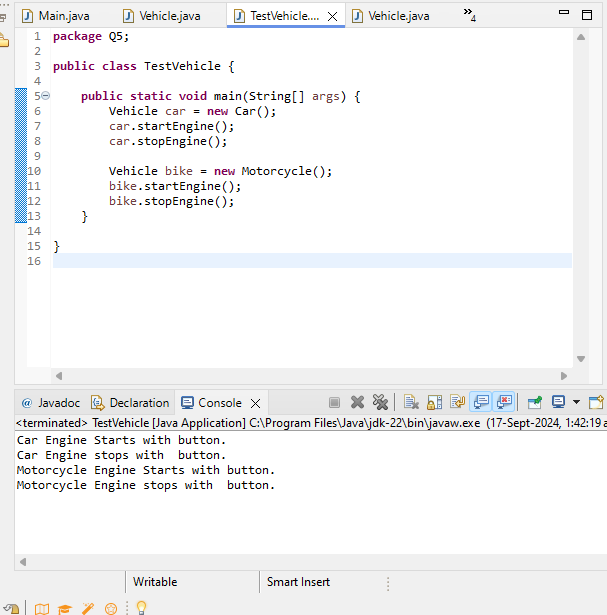 Main.java Vehicle.java TestVehicle.... Vehicle.java »4
1 package Q5;
2
3 public class TestVehicle {
4
5 public static void main(String[] args) {
6 Vehicle car = new Car();
7 car.startEngine();
8 car.stopEngine();
9
10 Vehicle bike = new Motorcycle();
11 bike.startEngine();
12 bike.stopEngine();
13 }
14
15 }
16
@ Javadoc Declaration Console
<terminated> TestVehicle [Java Application] C:\Program Files\Java\jdk-22\bin\javaw.exe (17-Sept-2024, 1:42:19 a
Car Engine Starts with button.
Car Engine stops with  button.
Motorcycle Engine Starts with button.
Motorcycle Engine stops with  button.
Writable Smart Insert